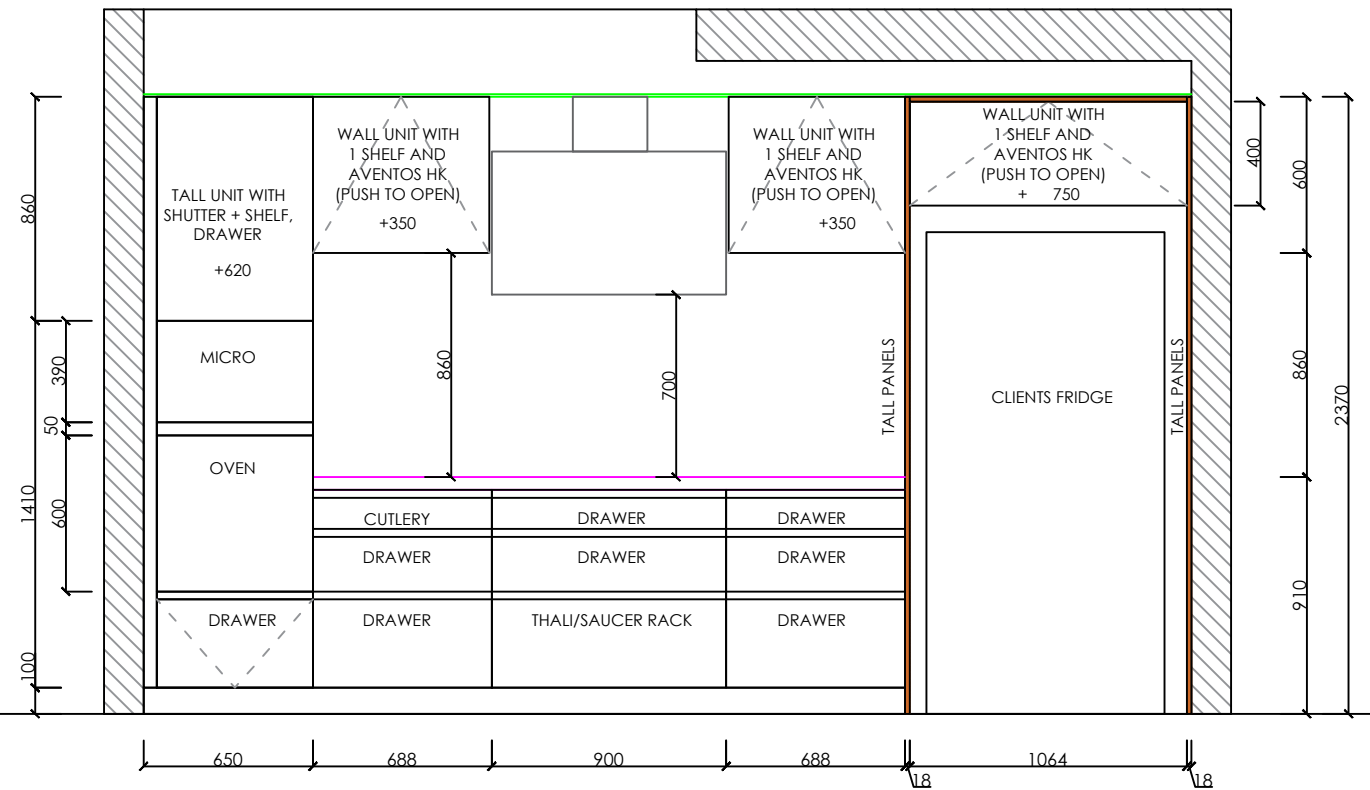 WALL UNIT WITH
1 SHELF AND
AVENTOS HK
(PUSH TO OPEN)
+350
WALL UNIT WITH
1 SHELF AND
AVENTOS HK
(PUSH TO OPEN)
+350
WALL UNIT WITH
1 SHELF AND
AVENTOS HK
(PUSH TO OPEN)
+ 750
TALL UNIT WITH
SHUTTER + SHELF,
DRAWER
+620
860
390
50
1410
600
100
MICRO
OVEN
DRAWER
860
700
CUTLERY
DRAWER
DRAWER
DRAWER
DRAWER
DRAWER
DRAWER
THALI/SAUCER RACK
DRAWER
TALL PANELS
CLIENTS FRIDGE
TALL PANELS
400
600
860
910
2370
650
688
900
688
18
1064
18